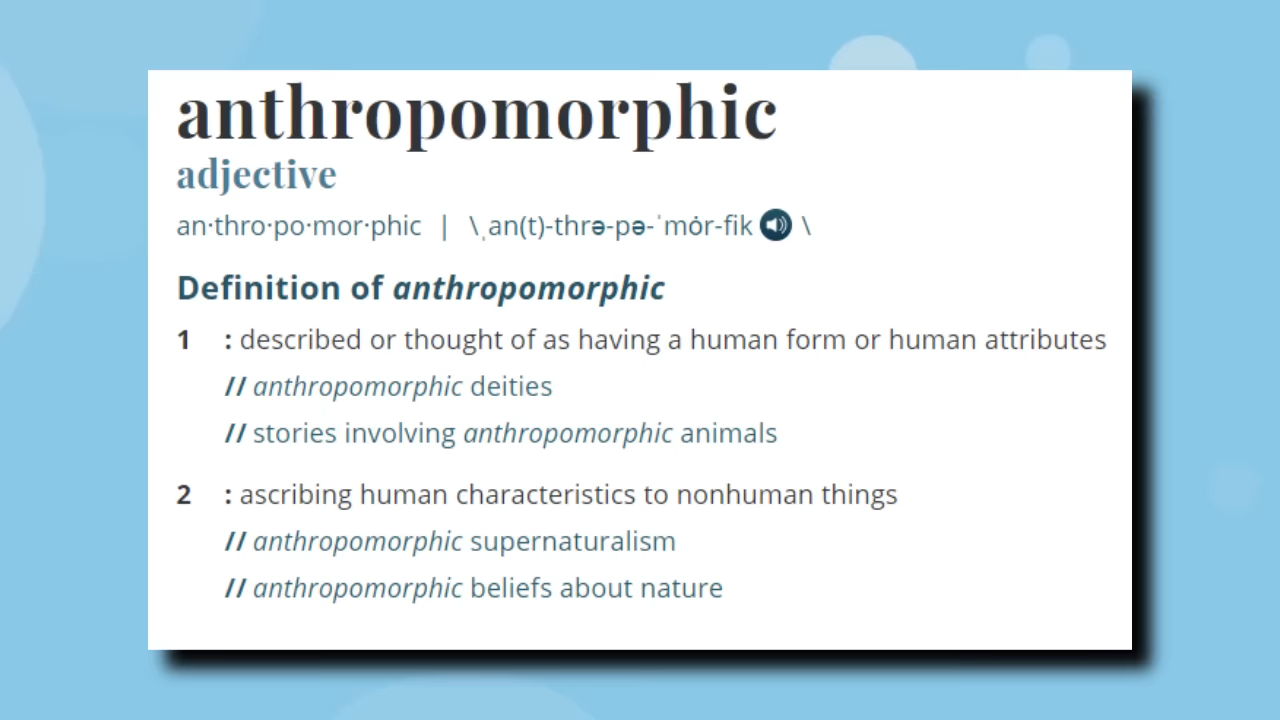 anthropomorphic
adjective
an·thro·po·mor·phic | \ ˌan(t)-thrə-pə-ˈmȯr-fik \
Definition of anthropomorphic
1 : described or thought of as having a human form or human attributes
// anthropomorphic deities
// stories involving anthropomorphic animals
2 : ascribing human characteristics to nonhuman things
// anthropomorphic supernaturalism
// anthropomorphic beliefs about nature